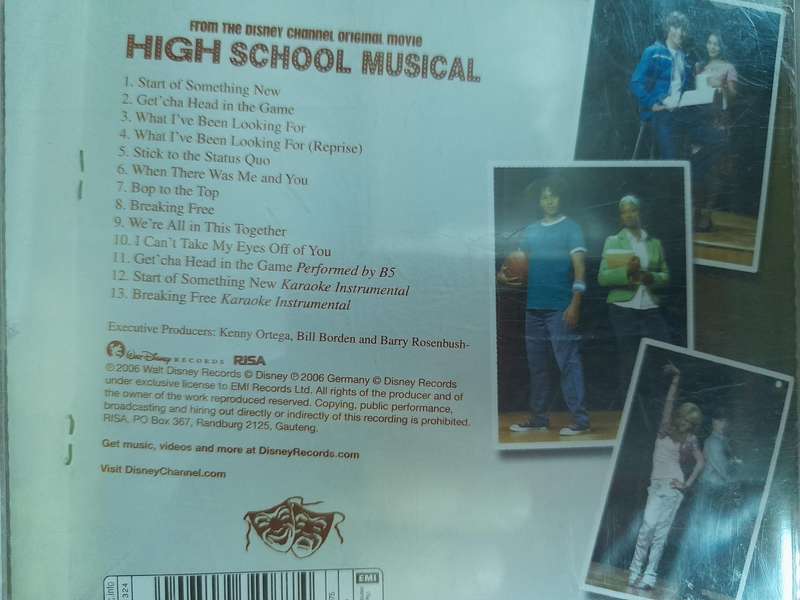 FROM THE DISNEY CHANNEL ORIGINAL MOVIE
HIGH SCHOOL MUSICAL
1. Start of Something New
2. Get'cha Head in the Game
3. What I've Been Looking For
4. What I've Been Looking For (Reprise)
5. Stick to the Status Quo
6. When There Was Me and You
7. Bop to the Top
8. Breaking Free
9. We're All in This Together
10. I Can't Take My Eyes Off of You
11. Get'cha Head in the Game Performed by B5
12. Start of Something New Karaoke Instrumental
13. Breaking Free Karaoke Instrumental
Executive Producers: Kenny Ortega, Bill Borden and Barry Rosenbush-
Walt Disney RECORDS RISA
℗ 2006 Walt Disney Records © Disney ℗ 2006 Germany © Disney Records
under exclusive license to EMI Records Ltd. All rights of the producer and of
the owner of the work reproduced reserved. Copying, public performance,
broadcasting and hiring out directly or indirectly of this recording is prohibited.
RISA, PO Box 367, Randburg 2125, Gauteng.
Get music, videos and more at DisneyRecords.com
Visit DisneyChannel.com
EMI